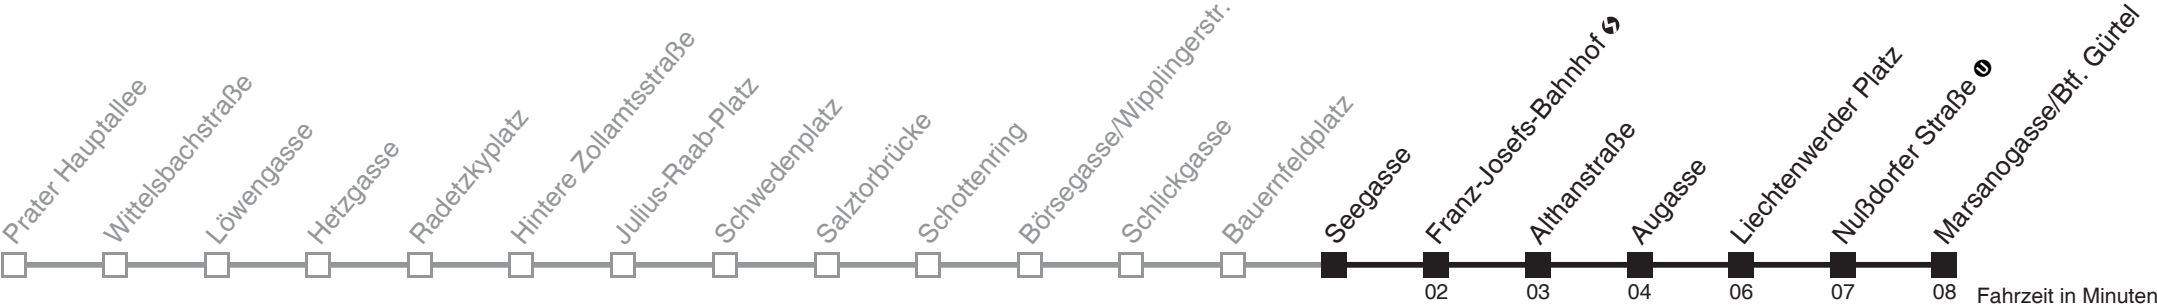 Prater Hauptallee
Wittelsbachstraße
Löwengasse
Hetzgasse
Radetzkyplatz
Hintere Zollamtsstraße
Julius-Raab-Platz
Schwedenplatz
Salztorbrücke
Schottenring
Börsegasse/Wipplingerstr.
Schlickgasse
Bauernfeldplatz
Seegasse
Franz-Josefs-Bahnhof S
Althanstraße
Augasse
Liechtenwerder Platz
Nußdorfer Straße U
Marsanogasse/Btf. Gürtel
02 03 04 06 07 08 Fahrzeit in Minuten